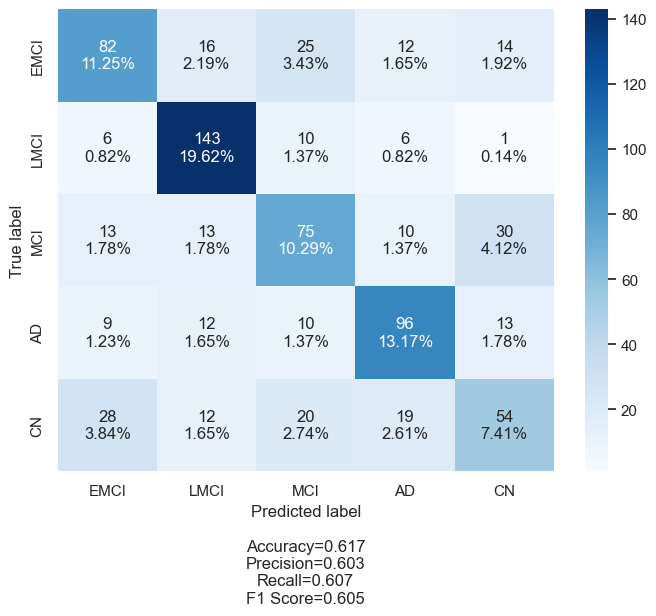 82 16 25 12 14
11.25% 2.19% 3.43% 1.65% 1.92%
EMCI
6 143 10 6 1
0.82% 19.62% 1.37% 0.82% 0.14%
LMCI
13 13 75 10 30
1.78% 1.78% 10.29% 1.37% 4.12%
MCI
True label
9 12 10 96 13
1.23% 1.65% 1.37% 13.17% 1.78%
AD
28 12 20 19 54
3.84% 1.65% 2.74% 2.61% 7.41%
CN
EMCI LMCI MCI AD CN
Predicted label
Accuracy=0.617
Precision=0.603
Recall=0.607
F1 Score=0.605
140
120
100
80
60
40
20